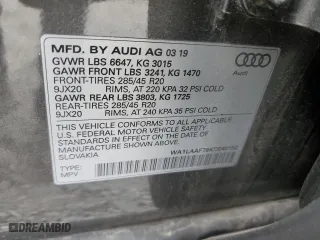 MFD. BY AUDI AG 03 19
GVWR LBS 6647, KG 3015
GAWR FRONT LBS 3241, KG 1470
FRONT-TIRES 285/45 R20
9JX20 RIMS, AT 220 KPA 32 PSI COLD
GAWR REAR LBS 3803, KG 1725
REAR-TIRES 285/45 R20
9JX20 RIMS, AT 240 KPA 35 PSI COLD
THIS VEHICLE CONFORMS TO ALL APPLICABLE
U.S. FEDERAL MOTOR VEHICLE SAFETY
STANDARDS IN EFFECT ON THE DATE OF
MANUFACTURE SHOWN ABOVE.
SLOVAKIA
TYPE:
MPV